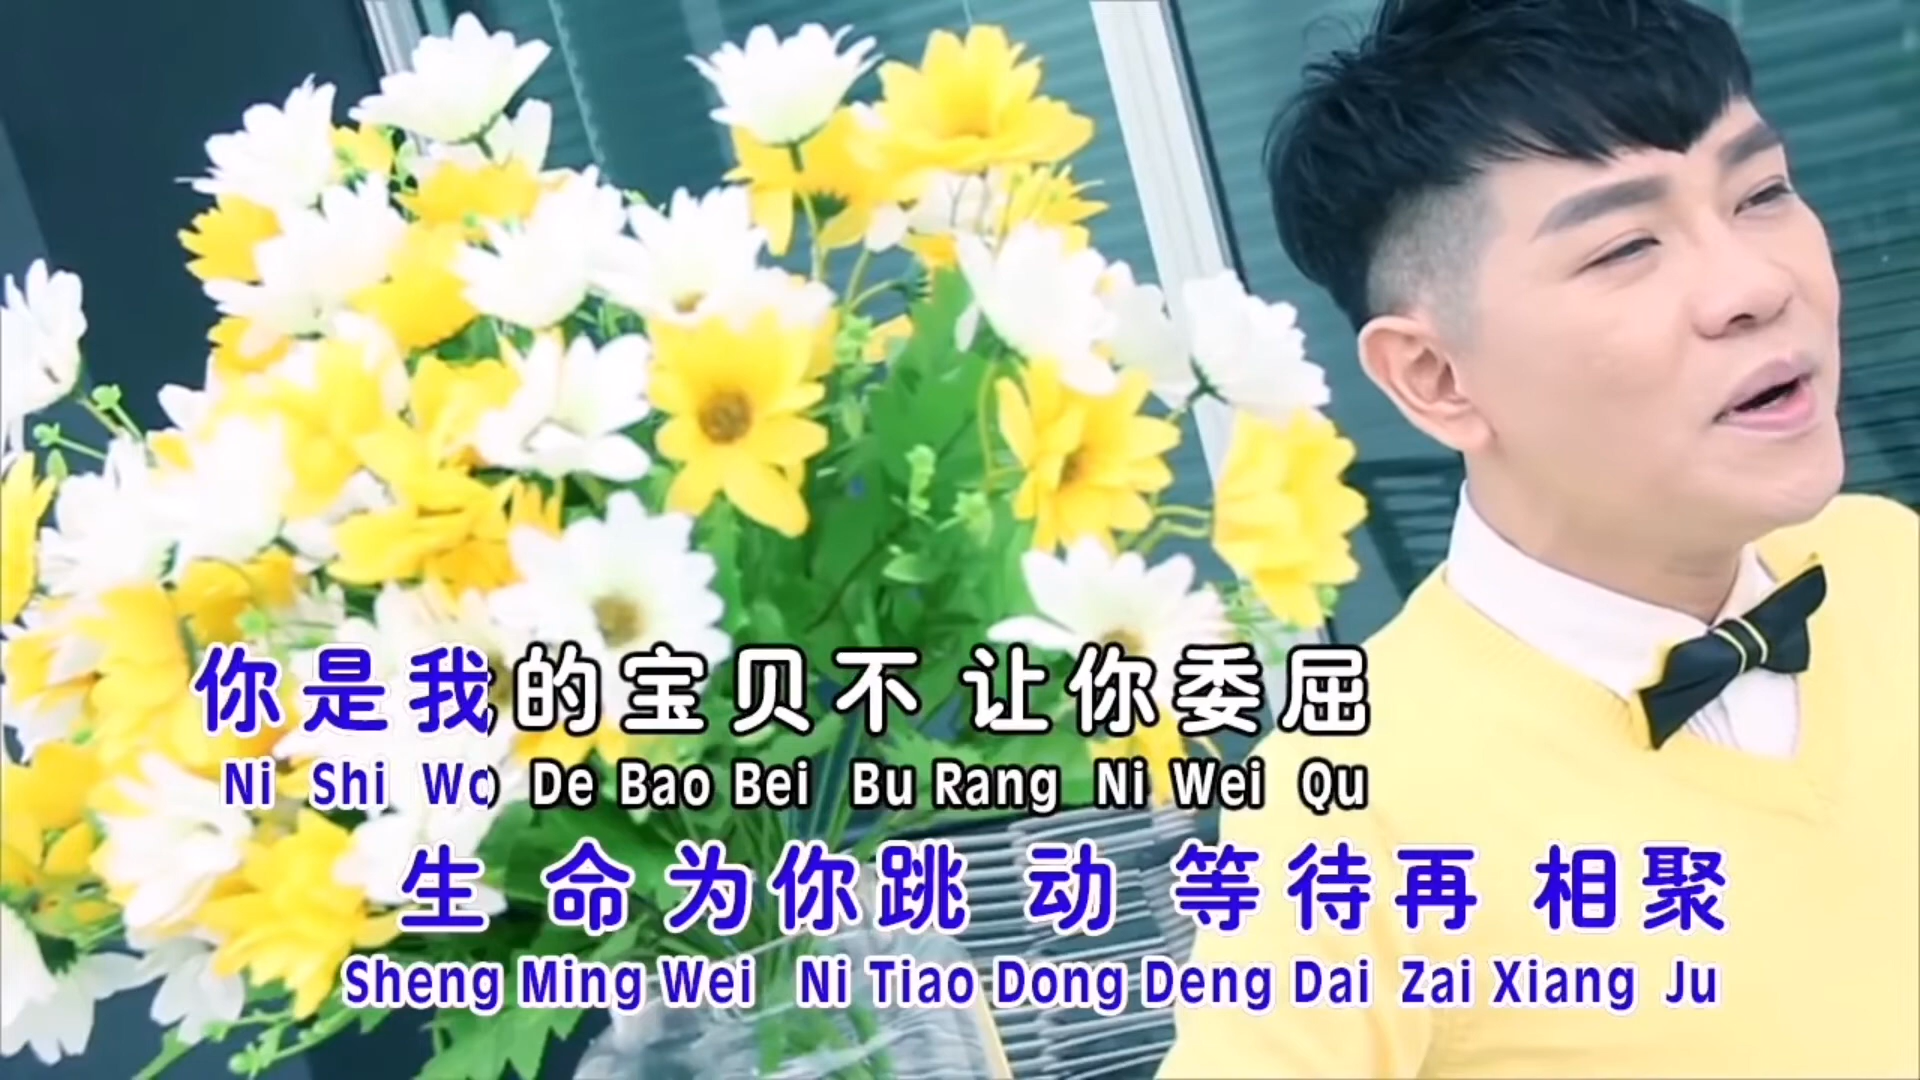 你是我的宝贝不 让你委屈
Ni Shi Wo De Bao Bei Bu Rang Ni Wei Qu
生 命为你跳 动 等待再 相聚
Sheng Ming Wei Ni Tiao Dong Deng Dai Zai Xiang Ju